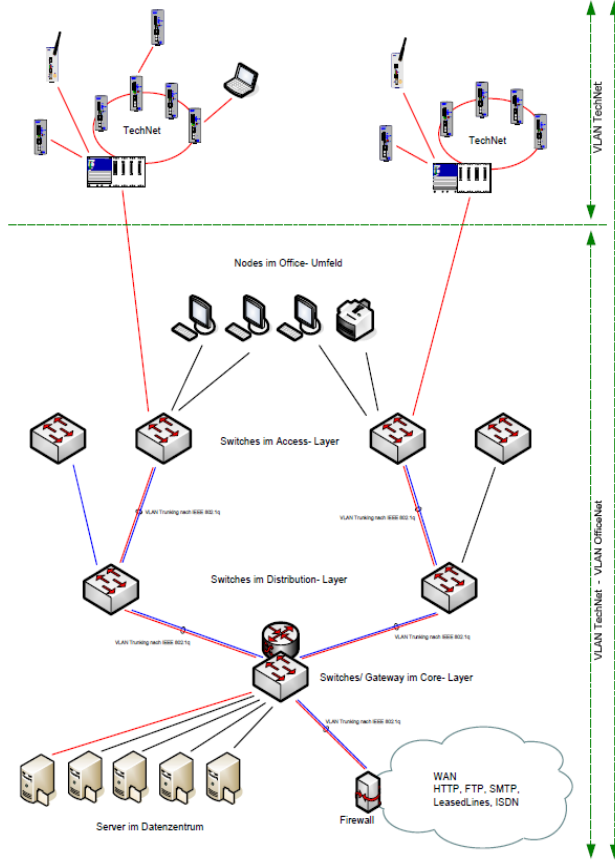 TechNet
TechNet
VLAN TechNet
Nodes im Office- Umfeld
Switches im Access- Layer
VLAN Trunking nach IEEE 802.1q
VLAN Trunking nach IEEE 802.1q
Switches im Distribution- Layer
VLAN Trunking nach IEEE 802.1q
VLAN Trunking nach IEEE 802.1q
Switches/ Gateway im Core- Layer
VLAN Trunking nach IEEE 802.1q
VLAN TechNet - VLAN OfficeNet
WAN
HTTP, FTP, SMTP,
LeasedLines, ISDN
Firewall
Server im Datenzentrum